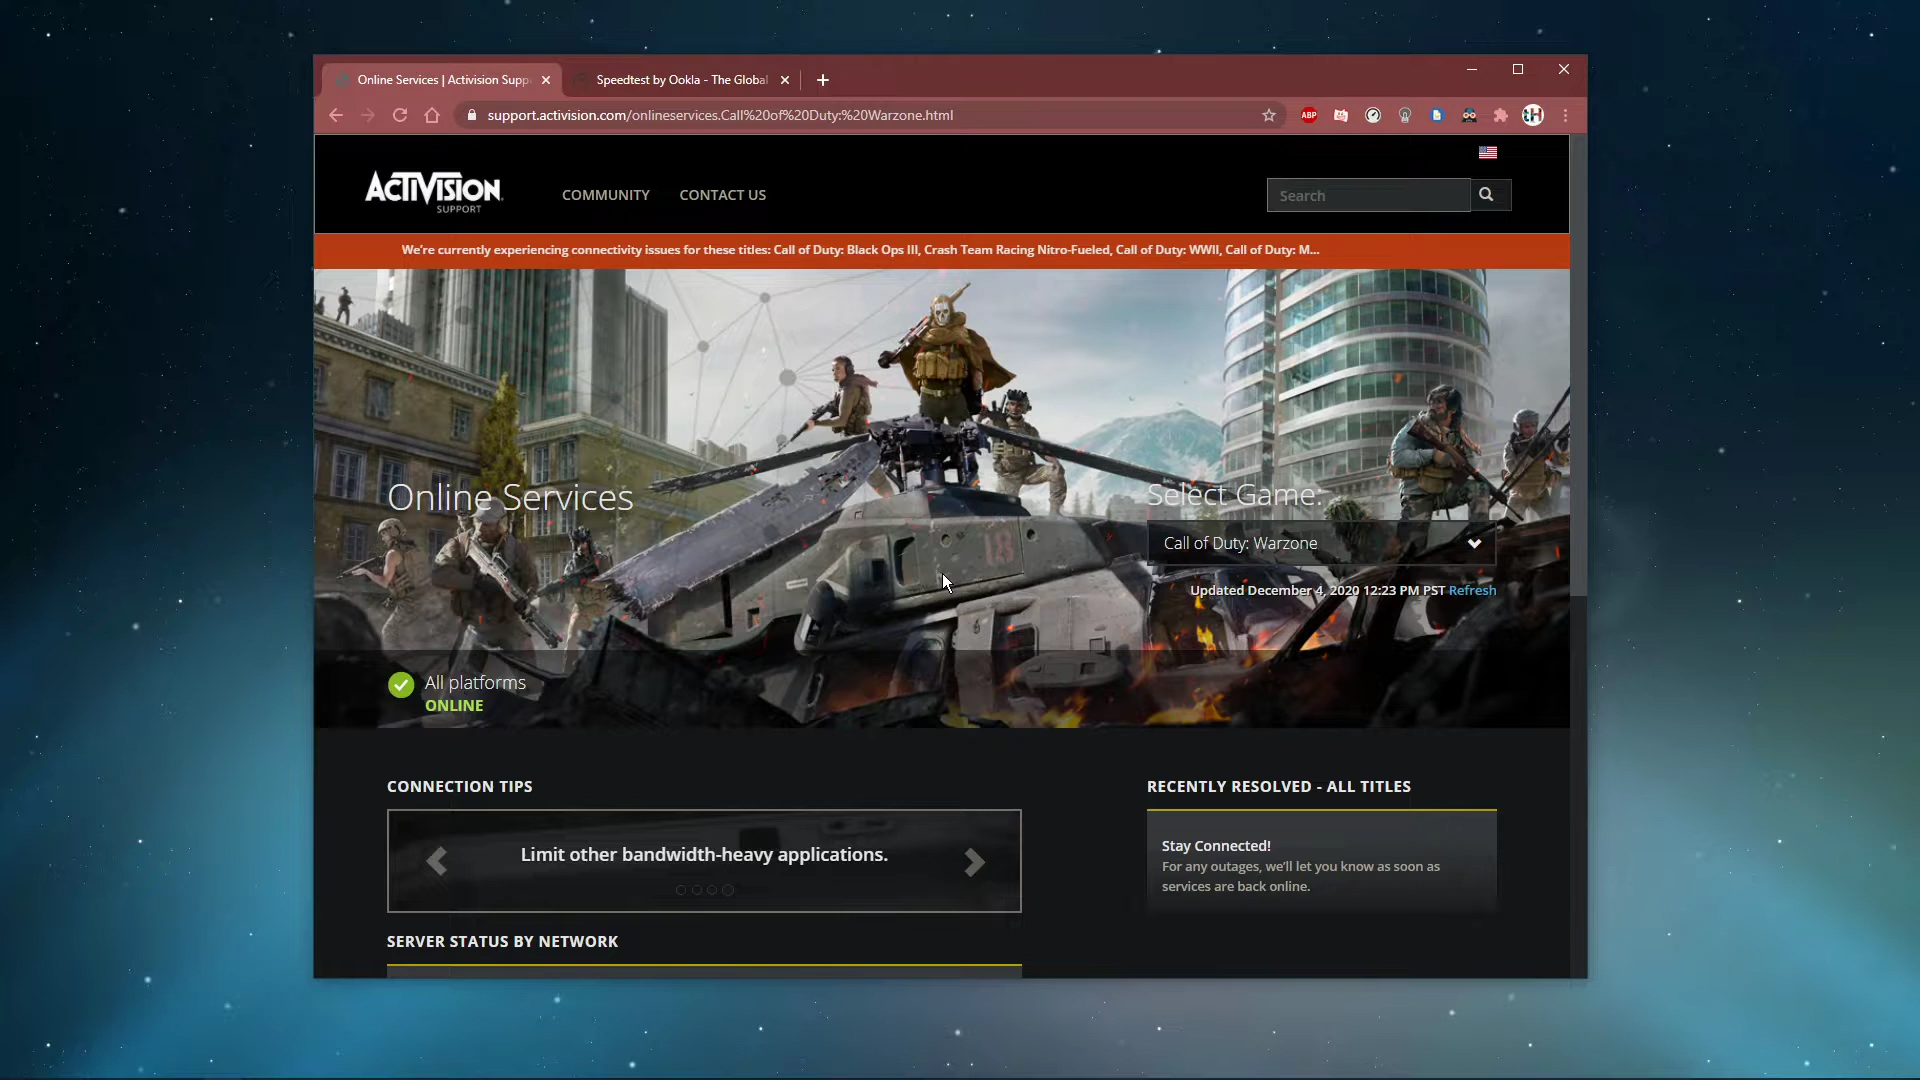 Online Services | Activision Supp
Speedtest by Ookla - The Global
support.activision.com/onlineservices.Call%20of%20Duty:%20Warzone.html
ABP
ACTIVISION
SUPPORT
COMMUNITY
CONTACT US
Search
We're currently experiencing connectivity issues for these titles: Call of Duty: Black Ops III, Crash Team Racing Nitro-Fueled, Call of Duty: WWII, Call of Duty: M...
Online Services
Select Game:
Call of Duty: Warzone
Updated December 4, 2020 12:23 PM PST Refresh
18
All platforms
ONLINE
CONNECTION TIPS
Limit other bandwidth-heavy applications.
RECENTLY RESOLVED - ALL TITLES
Stay Connected!
For any outages, we'll let you know as soon as
services are back online.
SERVER STATUS BY NETWORK